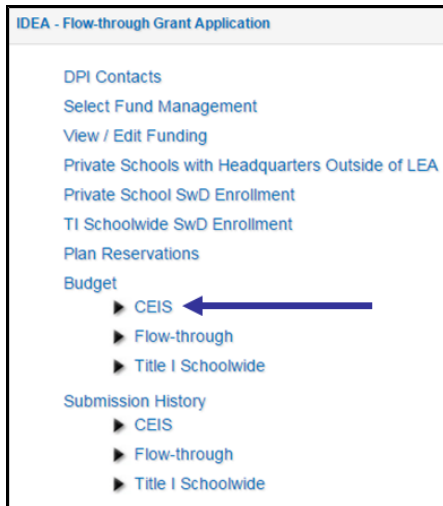 IDEA - Flow-through Grant Application
DPI Contacts
Select Fund Management
View / Edit Funding
Private Schools with Headquarters Outside of LEA
Private School SwD Enrollment
TI Schoolwide SwD Enrollment
Plan Reservations
Budget
CEIS
Flow-through
Title I Schoolwide
Submission History
CEIS
Flow-through
Title I Schoolwide